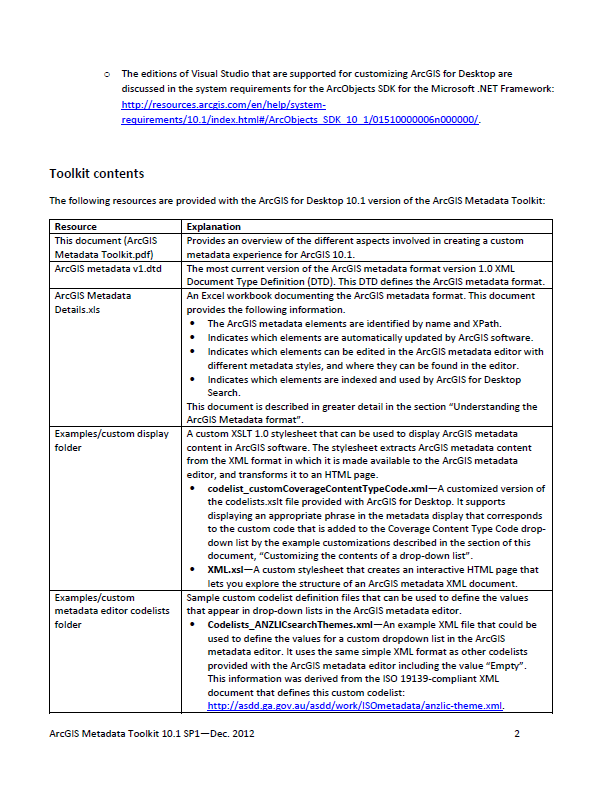 ○ The editions of Visual Studio that are supported for customizing ArcGIS for Desktop are
discussed in the system requirements for the ArcObjects SDK for the Microsoft .NET Framework:
http://resources.arcgis.com/en/help/system-
requirements/10.1/index.html#/ArcObjects_SDK_10_1/01510000006n000000/.
Toolkit contents
The following resources are provided with the ArcGIS for Desktop 10.1 version of the ArcGIS Metadata Toolkit:
Resource Explanation
This document (ArcGIS
Metadata Toolkit.pdf)
Provides an overview of the different aspects involved in creating a custom
metadata experience for ArcGIS 10.1.
ArcGIS metadata v1.dtd
The most current version of the ArcGIS metadata format version 1.0 XML
Document Type Definition (DTD). This DTD defines the ArcGIS metadata format.
ArcGIS Metadata
Details.xls
An Excel workbook documenting the ArcGIS metadata format. This document
provides the following information.
• The ArcGIS metadata elements are identified by name and XPath.
• Indicates which elements are automatically updated by ArcGIS software.
• Indicates which elements can be edited in the ArcGIS metadata editor with
different metadata styles, and where they can be found in the editor.
• Indicates which elements are indexed and used by ArcGIS for Desktop
Search.
This document is described in greater detail in the section “Understanding the
ArcGIS Metadata format”.
Examples/custom display
folder
A custom XSLT 1.0 stylesheet that can be used to display ArcGIS metadata
content in ArcGIS software. The stylesheet extracts ArcGIS metadata content
from the XML format in which it is made available to the ArcGIS metadata
editor, and transforms it to an HTML page.
• codelist_customCoverageContentTypeCode.xml—A customized version of
the codelists.xslt file provided with ArcGIS for Desktop. It supports
displaying an appropriate phrase in the metadata display that corresponds
to the custom code that is added to the Coverage Content Type Code drop-
down list by the example customizations described in the section of this
document, “Customizing the contents of a drop-down list”.
• XML.xsl—A custom stylesheet that creates an interactive HTML page that
lets you explore the structure of an ArcGIS metadata XML document.
Examples/custom
metadata editor codelists
folder
Sample custom codelist definition files that can be used to define the values
that appear in drop-down lists in the ArcGIS metadata editor.
• Codelists_ANZLICsearchThemes.xml—An example XML file that could be
used to define the values for a custom dropdown list in the ArcGIS
metadata editor. It uses the same simple XML format as other codelists
provided with the ArcGIS metadata editor including the value “Empty”.
This information was derived from the ISO 19139-compliant XML
document that defines this custom codelist:
http://asdd.ga.gov.au/asdd/work/ISOmetadata/anzlic-theme.xml.
ArcGIS Metadata Toolkit 10.1 SP1—Dec. 2012 2